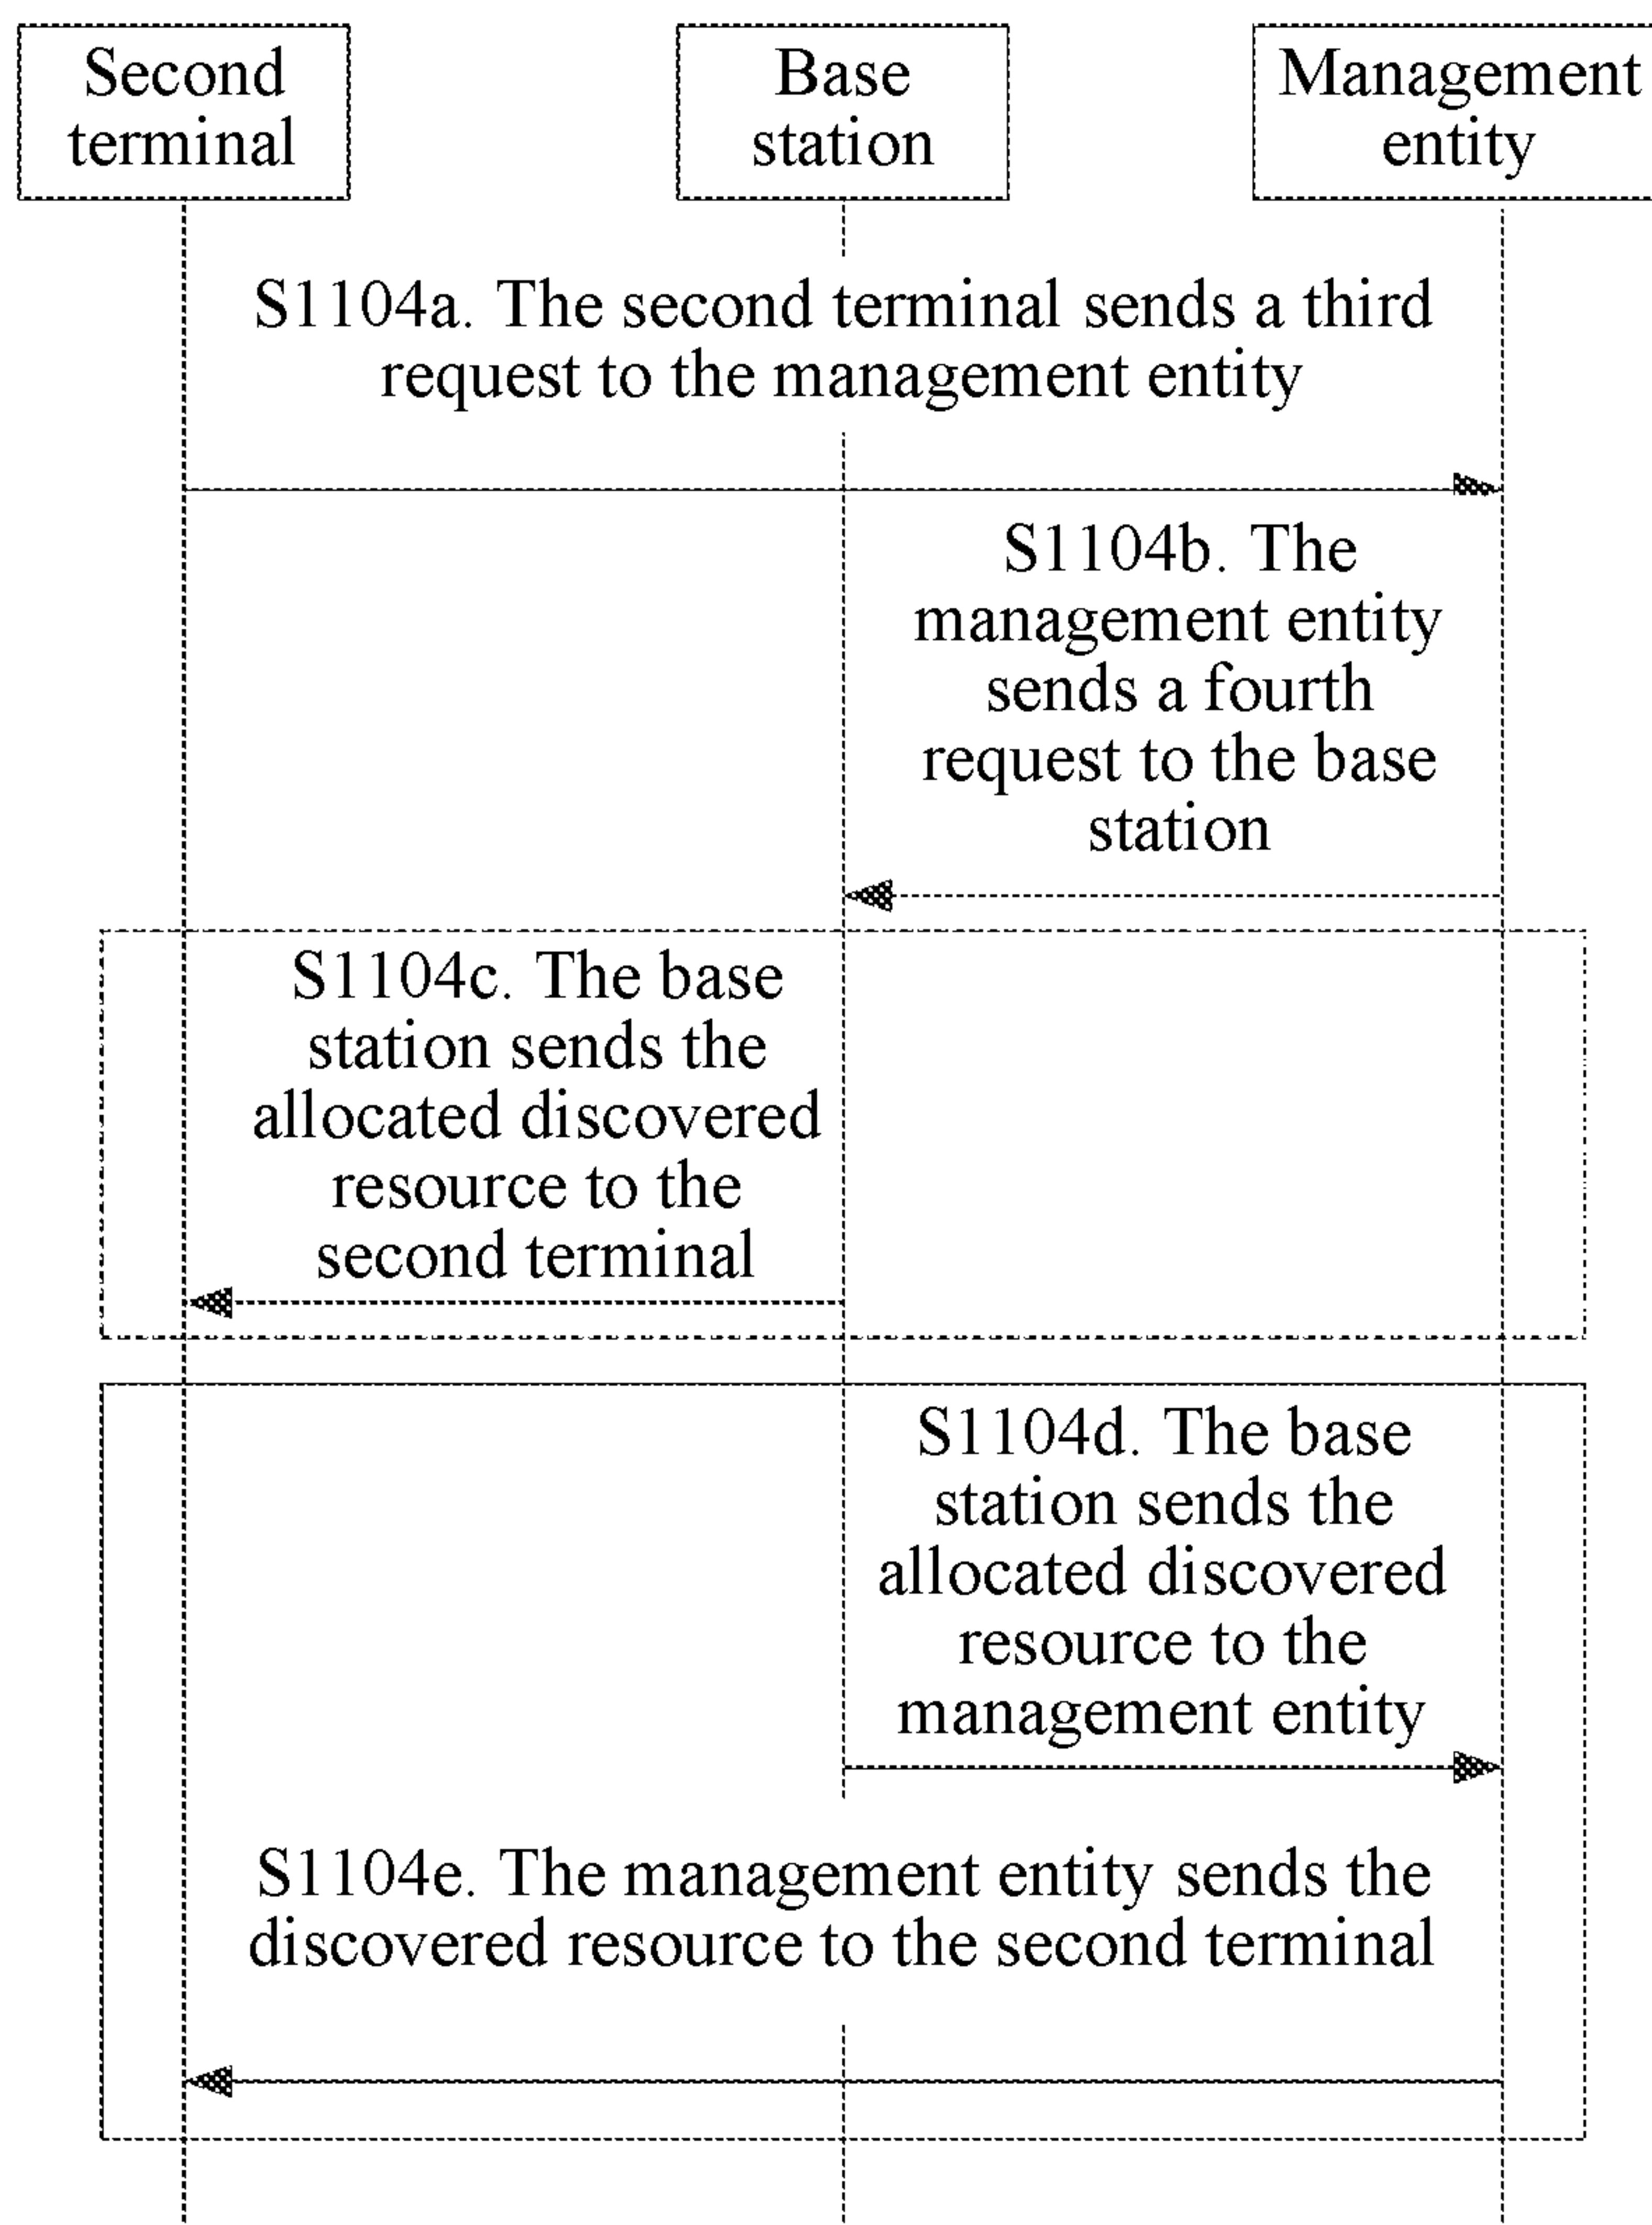 Second
terminal
Base
station
Management
entity
S1104a. The second terminal sends a third
request to the management entity
S1104b. The
management entity
sends a fourth
request to the base
station
S1104c. The base
station sends the
allocated discovered
resource to the
second terminal
S1104d. The base
station sends the
allocated discovered
resource to the
management entity
S1104e. The management entity sends the
discovered resource to the second terminal